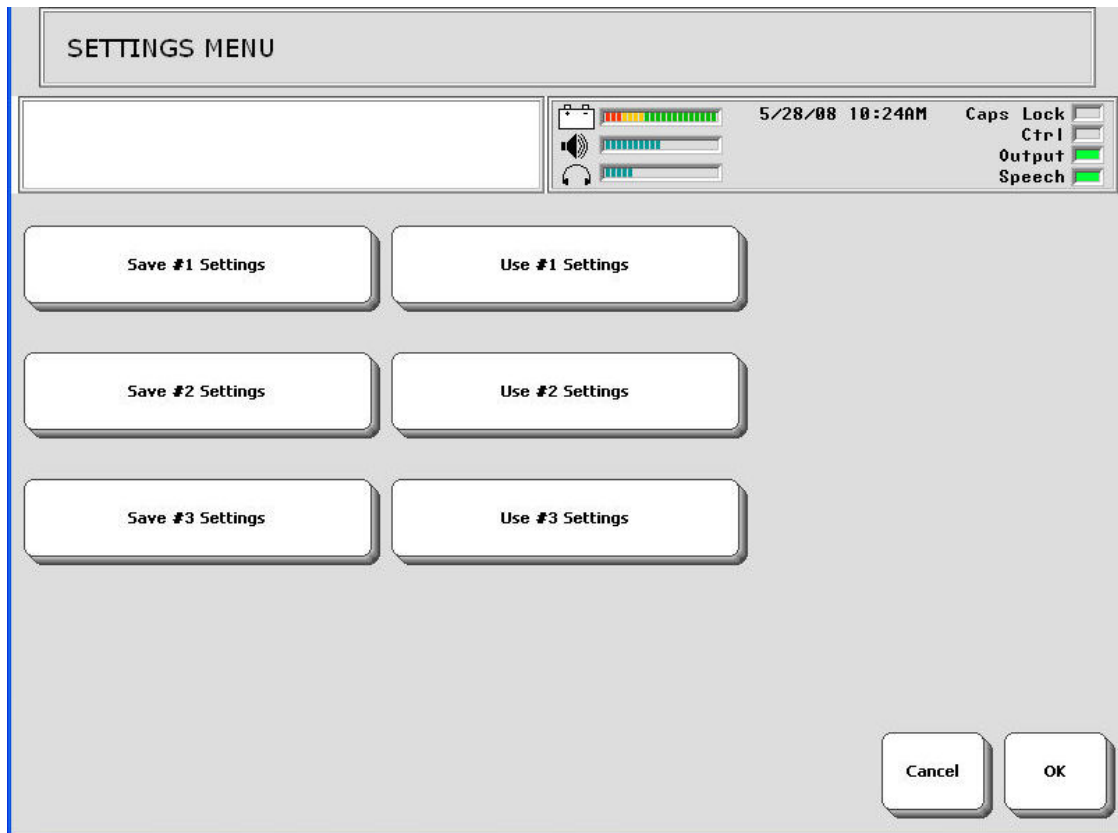 SETTINGS MENU
5/28/08 10:24AM
Caps Lock
Ctrl
Output
Speech
Save #1 Settings
Use #1 Settings
Save #2 Settings
Use #2 Settings
Save #3 Settings
Use #3 Settings
Cancel
OK